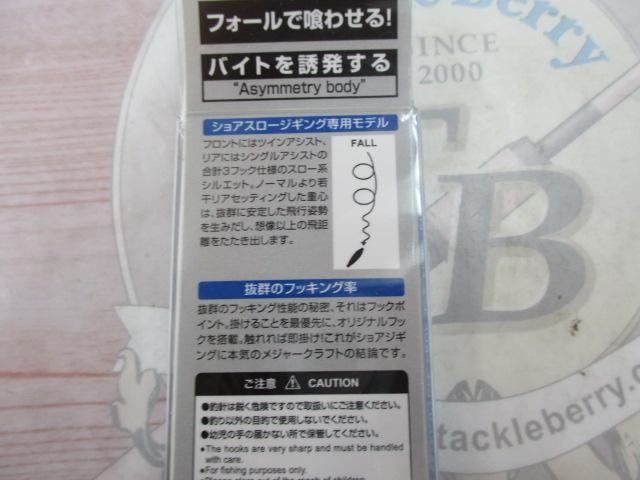 フォールで喰わせる!
バイトを誘発する
"Asymmetry body"
ショアスロージギング専用モデル
フロントにはツインアシスト、
リアにはシングルアシストの
合計3フック仕様のスロー系
シルエット。ノーマルより若
干リアセッティングした重心
は、抜群に安定した飛行姿勢
を生みだし、想像以上の飛距
離をたたき出します。
FALL
抜群のフッキング率
抜群のフッキング性能の秘密、それはフックポ
イント。掛けることを最優先に、オリジナルフッ
クを搭載。触れれば即掛け!これがショアジギ
ングに本気のメジャークラフトの結論です。
ご注意 CAUTION
●釣針は鋭く危険ですので取扱いにご注意ください。
●釣り以外の目的で使用しないでください。
●幼児の手の届かない所で保管してください。
●The hooks are very sharp and must be handled
with care.
●For fishing purposes only.
●Please store out of the reach of children.
Berry
SINCE
2000
TB
tackleberry.co